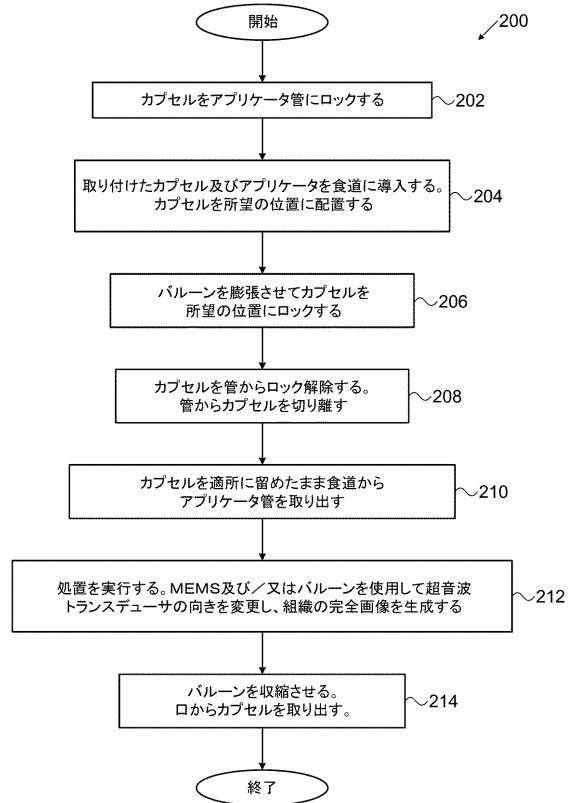 開始
200
カプセルをアプリケータ管にロックする
202
取り付けたカプセル及びアプリケータを食道に導入する。
カプセルを所望の位置に配置する
204
バルーンを膨張させてカプセルを
所望の位置にロックする
206
カプセルを管からロック解除する。
管からカプセルを切り離す
208
カプセルを適所に留めたまま食道から
アプリケータ管を取り出す
210
処置を実行する。MEMS及び/又はバルーンを使用して超音波
トランスデューサの向きを変更し、組織の完全画像を生成する
212
バルーンを収縮させる。
口からカプセルを取り出す。
214
終了